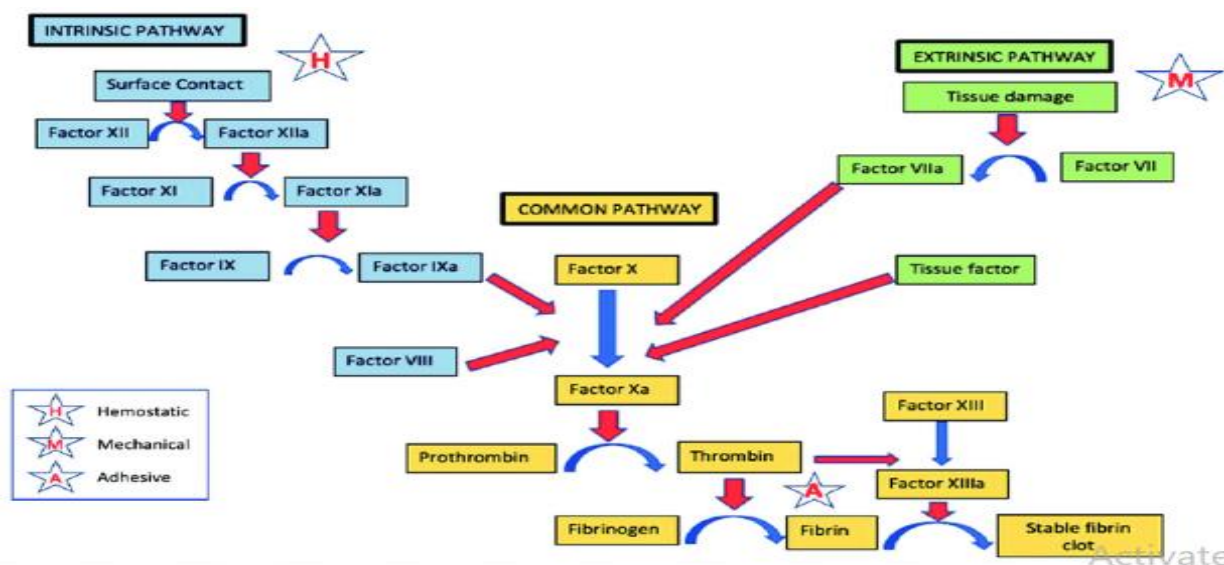 INTRINSIC PATHWAY
H
EXTRINSIC PATHWAY
M
Surface Contact
Tissue damage
Factor XII
Factor XIIa
Factor VIIa
Factor VII
Factor XI
Factor XIa
COMMON PATHWAY
Factor IX
Factor IXa
Factor X
Tissue factor
Factor VIII
Factor Xa
Factor XIII
H Hemostatic
M Mechanical
A Adhesive
Prothrombin
Thrombin
Factor XIIIa
A
Fibrinogen
Fibrin
Stable fibrin
clot
Activate